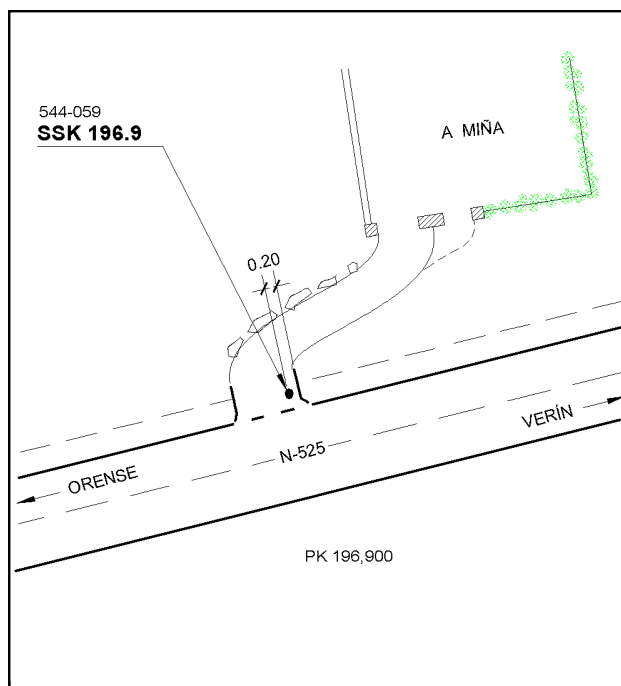 544-059
SSK 196.9
A MIÑA
0.20
VERÍN
N-525
ORENSE
PK 196,900